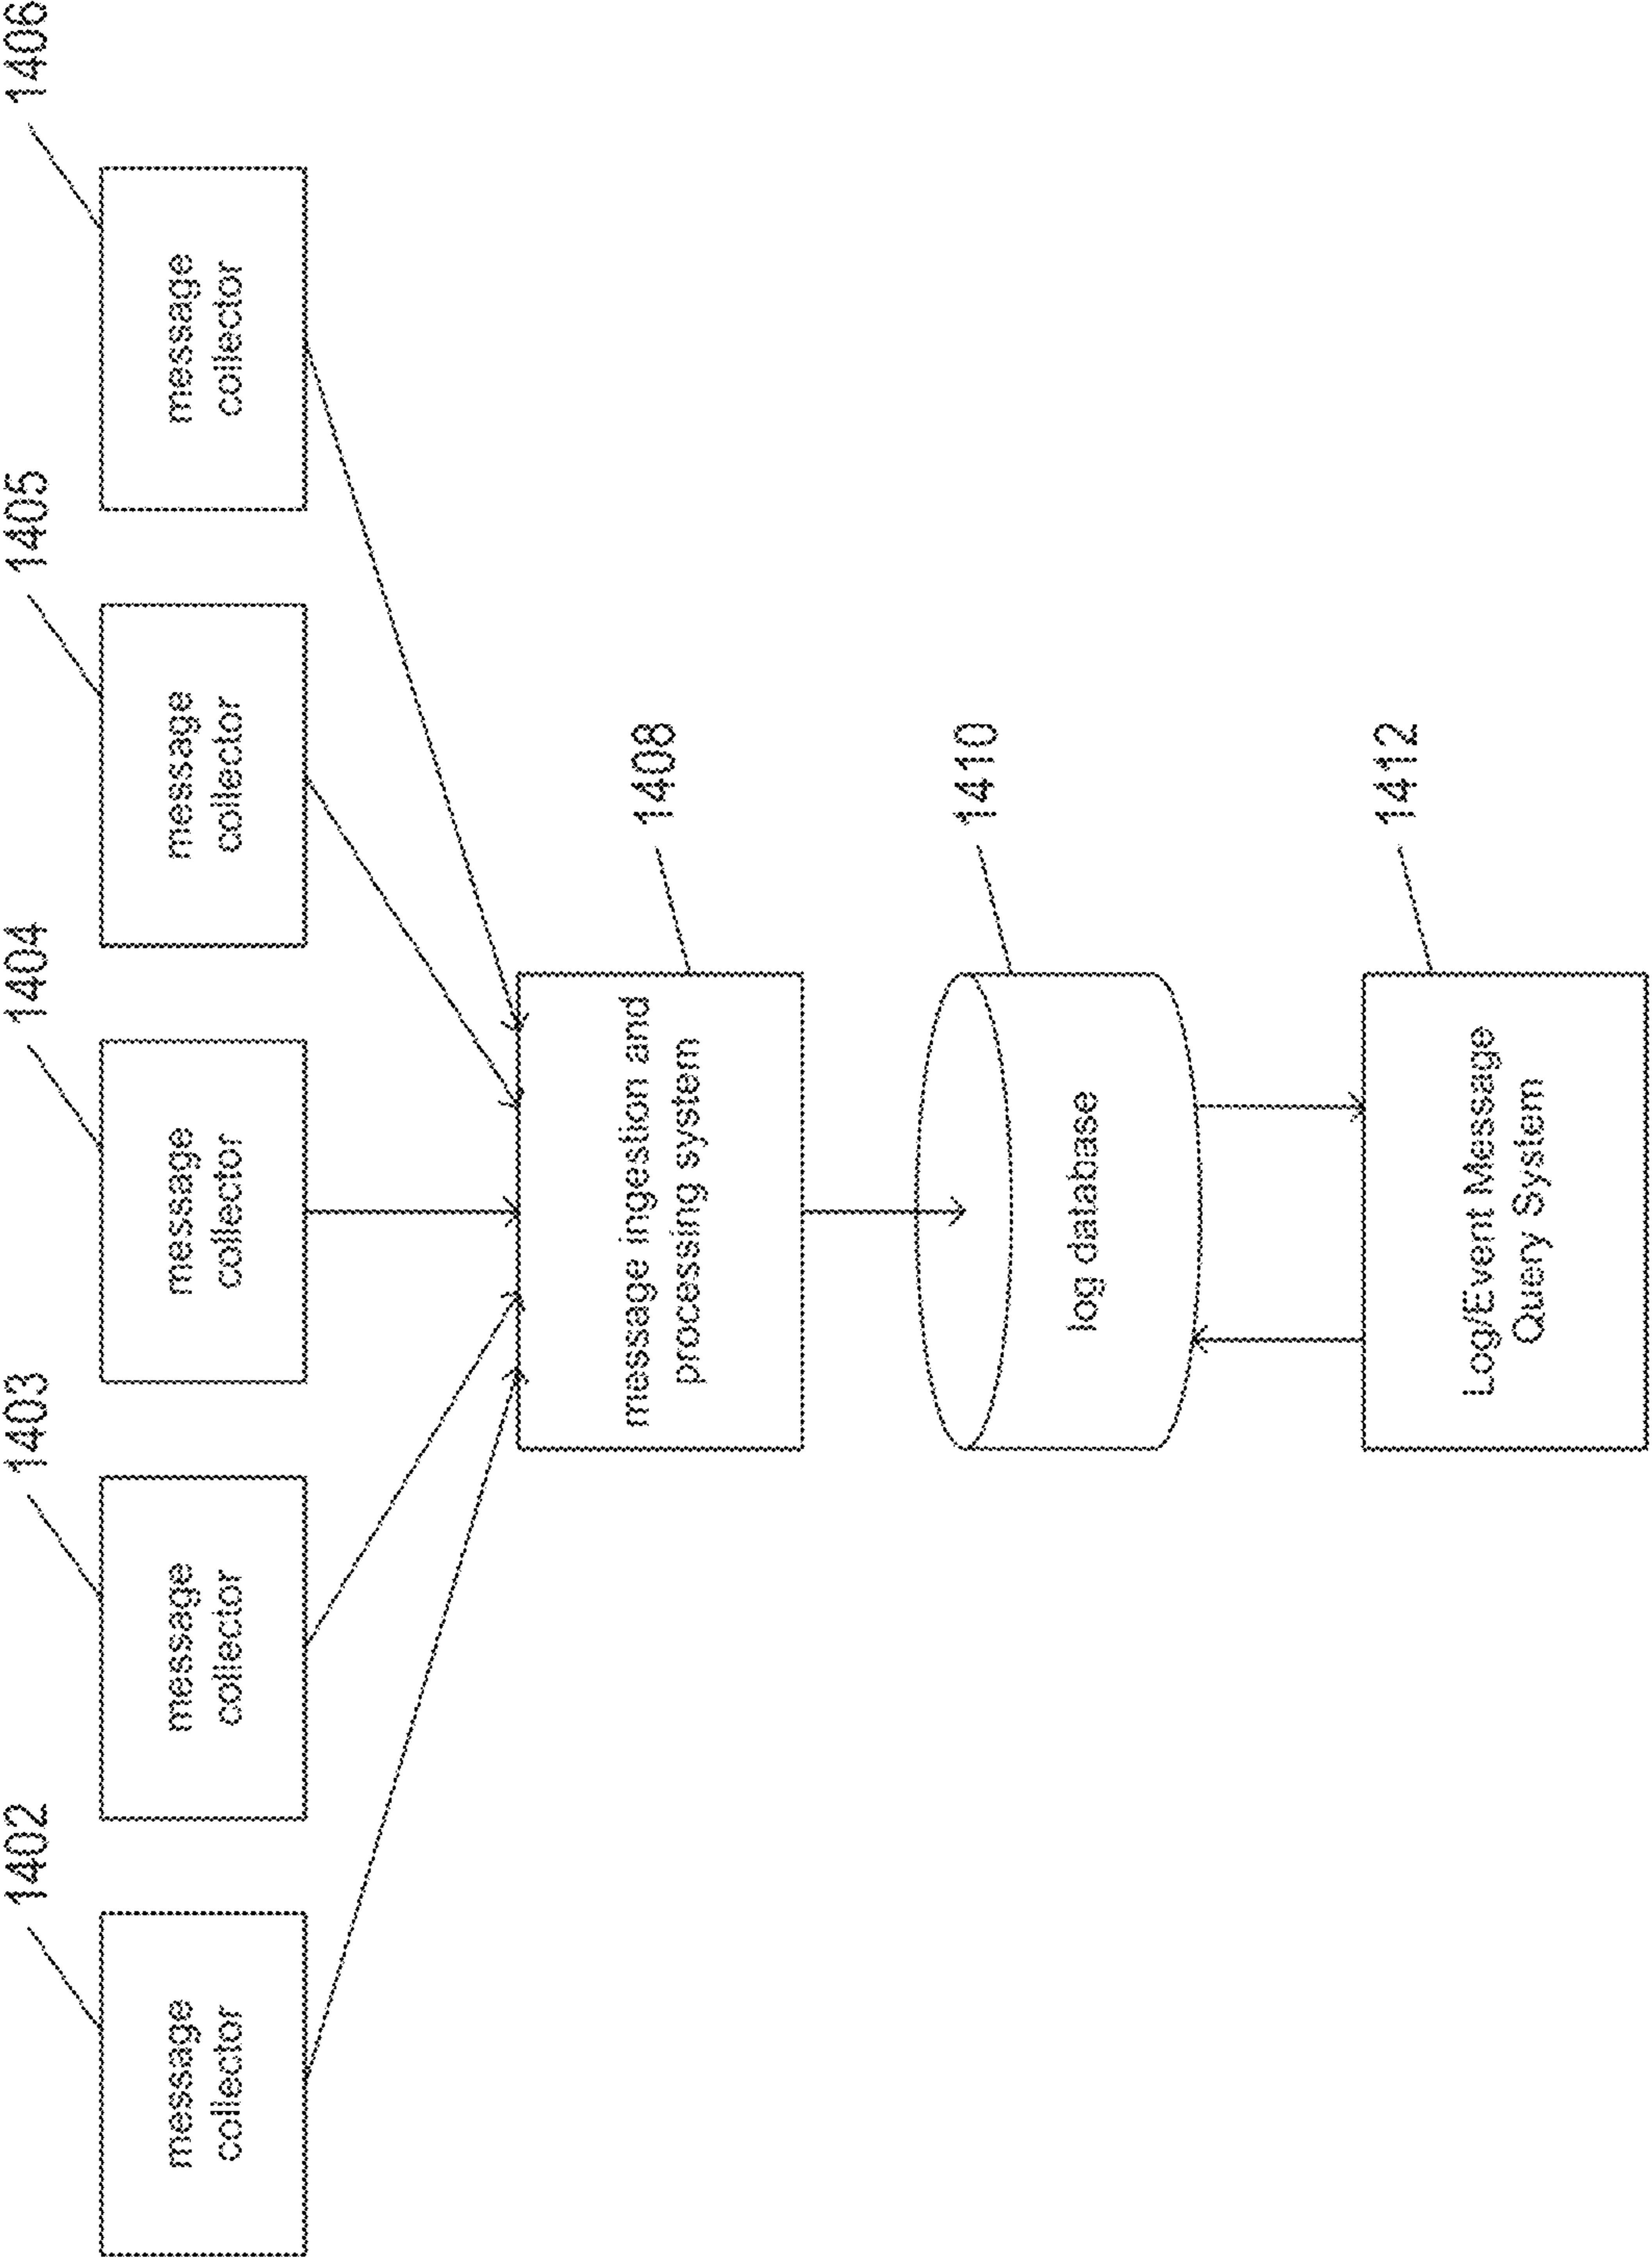 1402
1403
1404
1405
1406
message
collector
message
collector
message
collector
message
collector
message
collector
message ingestion and
processing system
1408
log database
1410
Log/Event Message
Query System
1412